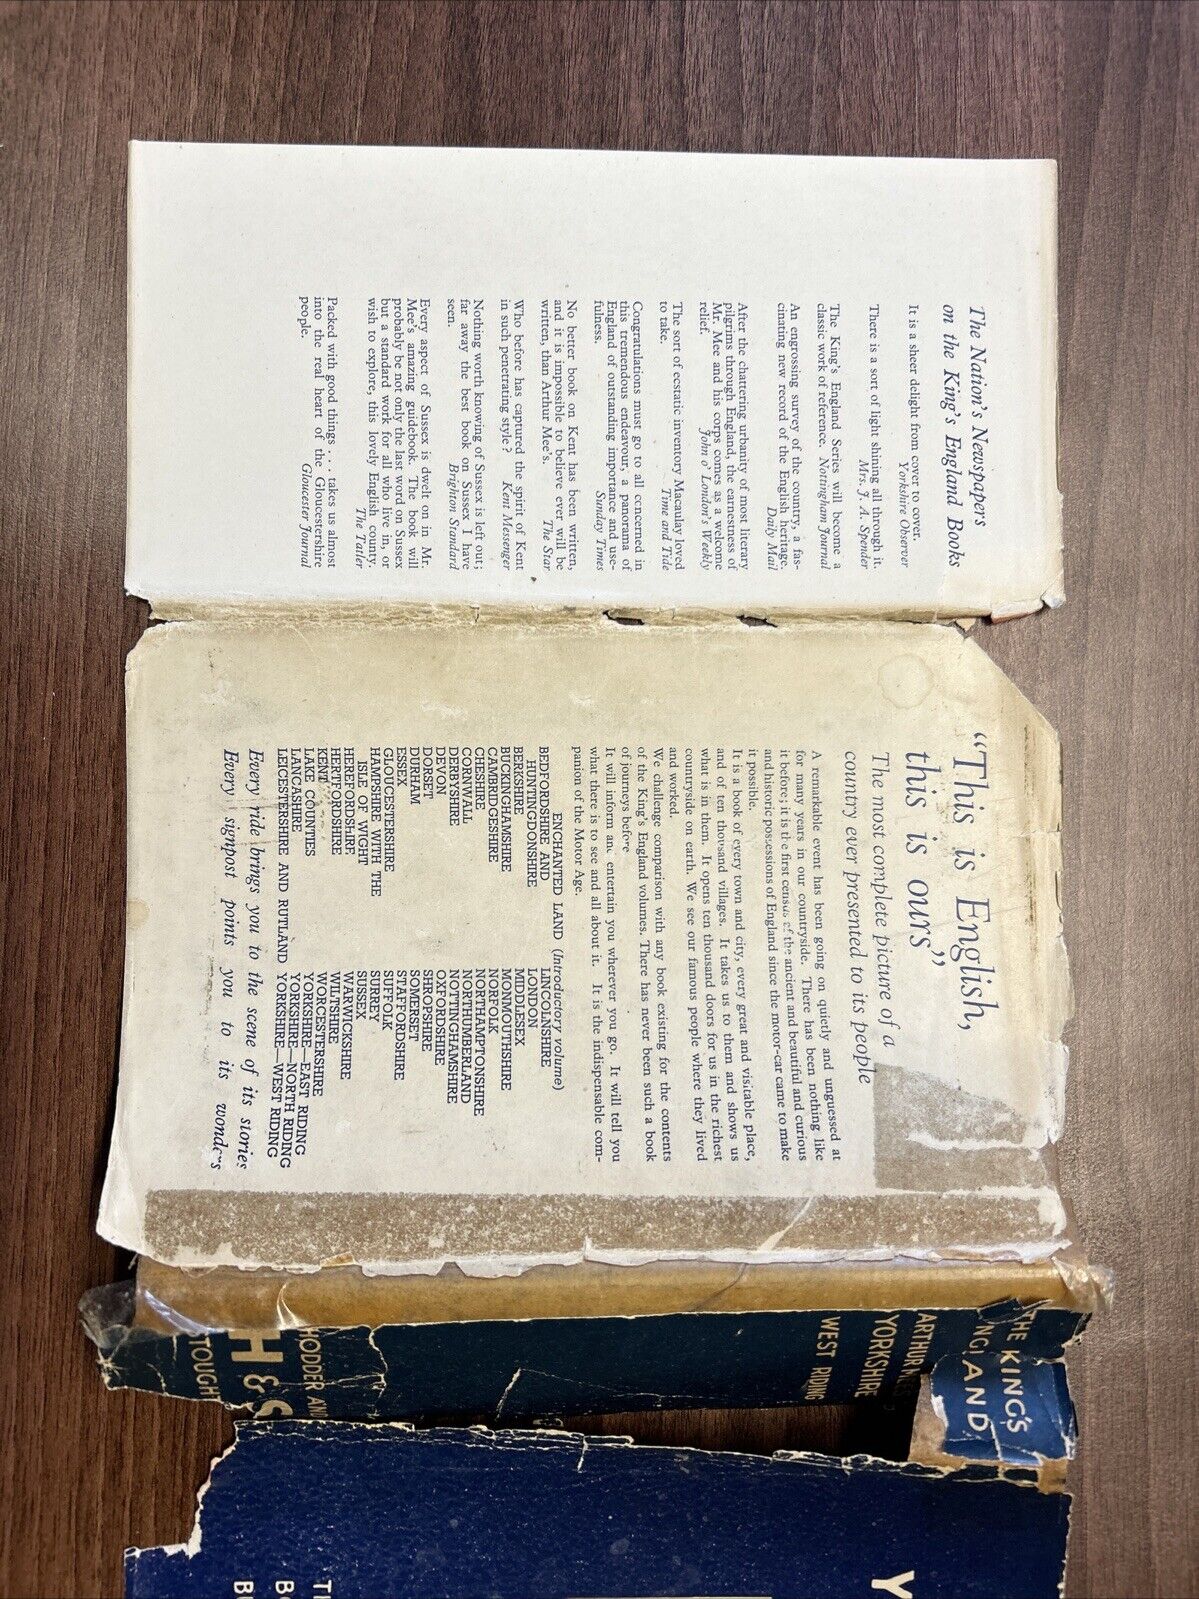 The Nation's Newspapers
on the King's England Books
It is a sheer delight from cover to cover.
Yorkshire Observer
There is a sort of light shining all through it.
Mrs. J. A. Spender
The King's England Series will become a
classic work of reference. Nottingham Journal
An engrossing survey of the country, a fas-
cinating new record of the English heritage.
Daily Mail
After the chattering urbanity of most literary
pilgrims through England, the earnestness of
Mr. Mee and his corps comes as a welcome
relief. John o' London's Weekly
The sort of ecstatic inventory Macaulay loved
to take. Time and Tide
Congratulations must go to all concerned in
this tremendous endeavour, a panorama of
England of outstanding importance and use-
fulness. Sunday Times
No better book on Kent has been written,
and it is impossible to believe ever will be
written, than Arthur Mee's. The Star
Who before has captured the spirit of Kent
in such penetrating style? Kent Messenger
Nothing worth knowing of Sussex is left out;
far away the best book on Sussex I have
seen. Brighton Standard
Every aspect of Sussex is dwelt on in Mr.
Mee's amazing guidebook. The book will
probably be not only the last word on Sussex
but a standard work for all who live in, or
wish to explore, this lovely English county.
The Tatler
Packed with good things . . . takes us almost
into the real heart of the Gloucestershire
people. Gloucester Journal
"This is English,
this is ours"
The most complete picture of a
country ever presented to its people
A remarkable event has been going on quietly and unguessed at
for many years in our countryside. There has been nothing like
it before; it is the first census of the ancient and beautiful and curious
and historic possessions of England since the motor-car came to make
it possible.
It is a book of every town and city, every great and visitable place,
and of ten thousand villages. It takes us to them and shows us
what is in them. It opens ten thousand doors for us in the richest
countryside on earth. We see our famous people where they lived
and worked.
We challenge comparison with any book existing for the contents
of the King's England volumes. There has never been such a book
of journeys before
It will inform and entertain you wherever you go. It will tell you
what there is to see and all about it. It is the indispensable com-
panion of the Motor Age.
ENCHANTED LAND (Introductory volume)
BEDFORDSHIRE AND
HUNTINGDONSHIRE
BERKSHIRE
BUCKINGHAMSHIRE
CAMBRIDGESHIRE
CHESHIRE
CORNWALL
DERBYSHIRE
DEVON
DORSET
DURHAM
ESSEX
GLOUCESTERSHIRE
HAMPSHIRE WITH THE
ISLE OF WIGHT
HEREFORDSHIRE
HERTFORDSHIRE
KENT
LAKE COUNTIES
LANCASHIRE
LEICESTERSHIRE AND RUTLAND
LINCOLNSHIRE
LONDON
MIDDLESEX
MONMOUTHSHIRE
NORFOLK
NORTHAMPTONSHIRE
NORTHUMBERLAND
NOTTINGHAMSHIRE
OXFORDSHIRE
SHROPSHIRE
SOMERSET
STAFFORDSHIRE
SUFFOLK
SURREY
SUSSEX
WARWICKSHIRE
WILTSHIRE
WORCESTERSHIRE
YORKSHIRE—EAST RIDING
YORKSHIRE—NORTH RIDING
YORKSHIRE—WEST RIDING
Every ride brings you to the scene of its stories
Every signpost points you to its wonders
THE KING'S
ENGLAND
ARTHUR MEE
YORKSHIRE
WEST RIDING
HODDER AN
H & S
TOUGH
Y